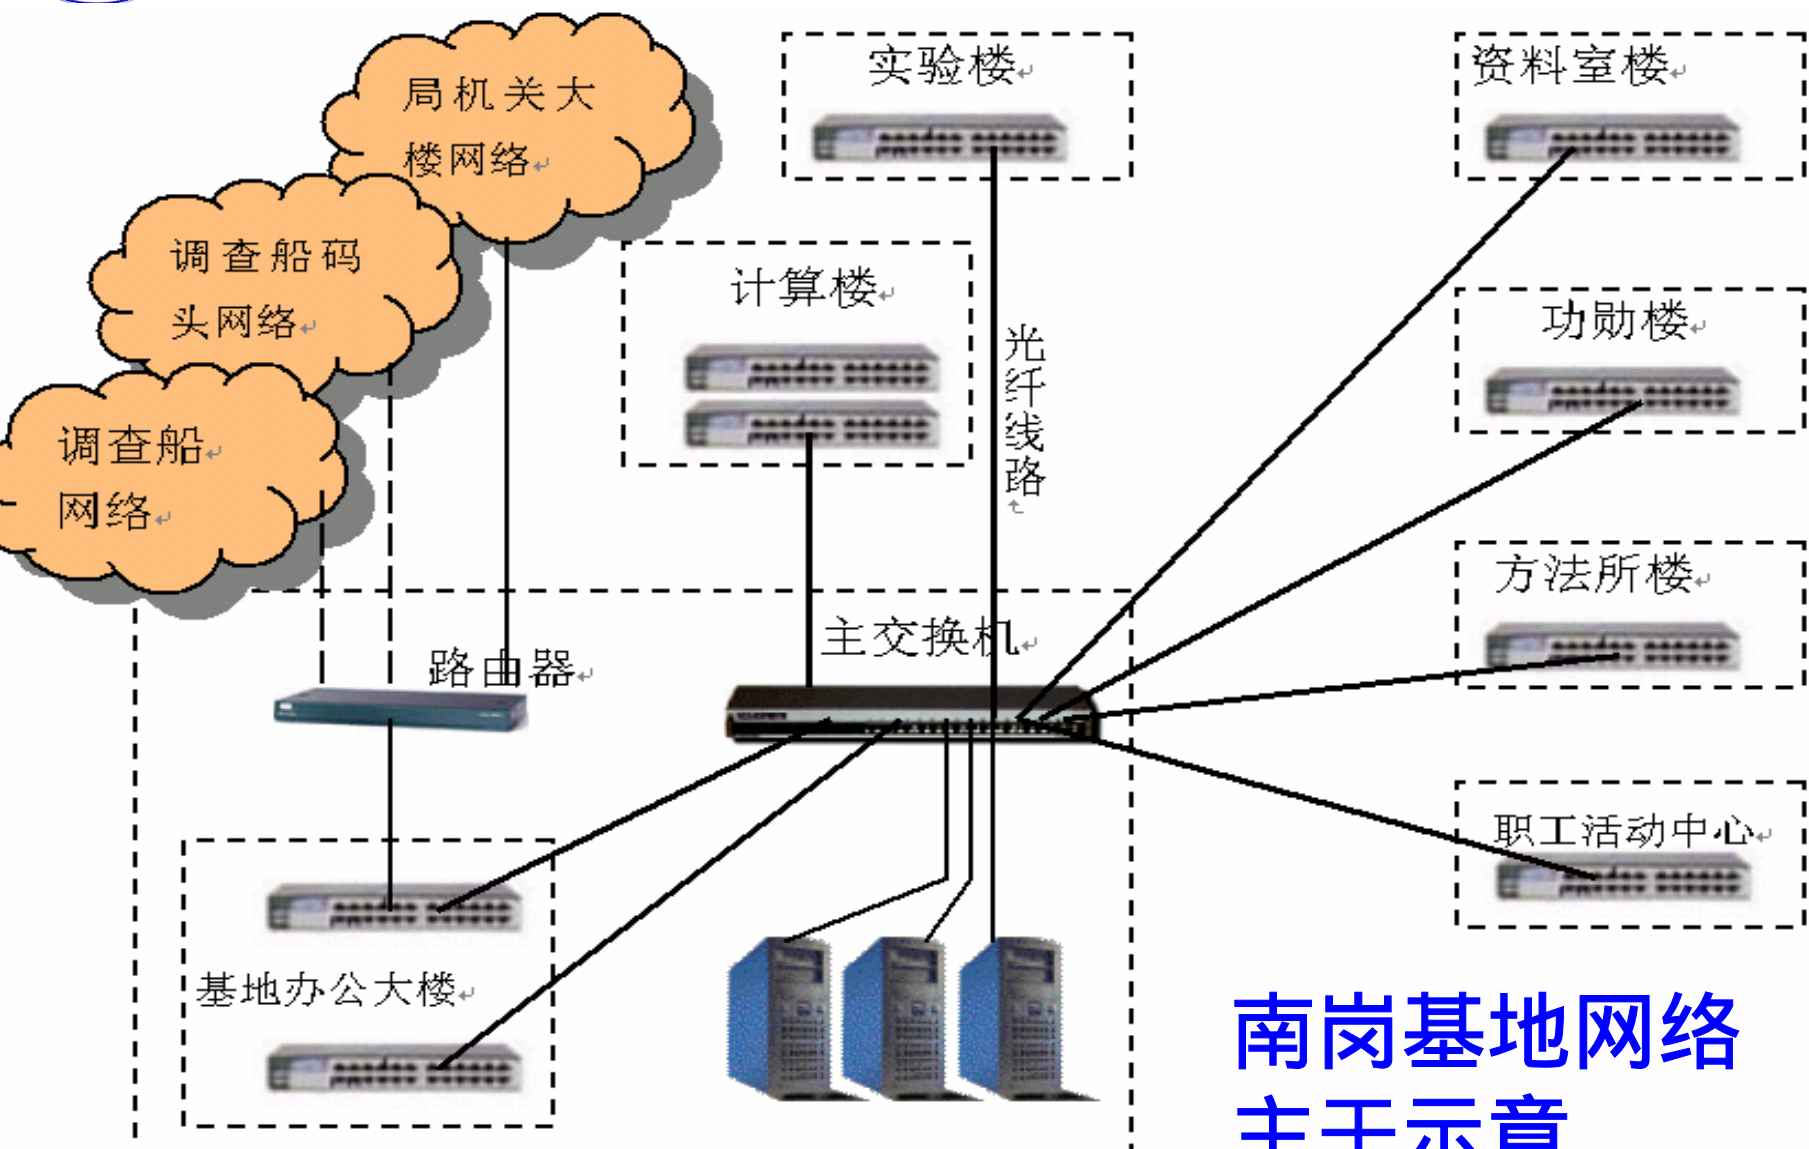 局机关大
楼网络
实验楼
资料室楼
调查船码
头网络
计算楼
功勋楼
光纤线路
调查船
网络
方法所楼
主交换机
路由器
职工活动中心
基地办公大楼
南岗基地网络
主干示意